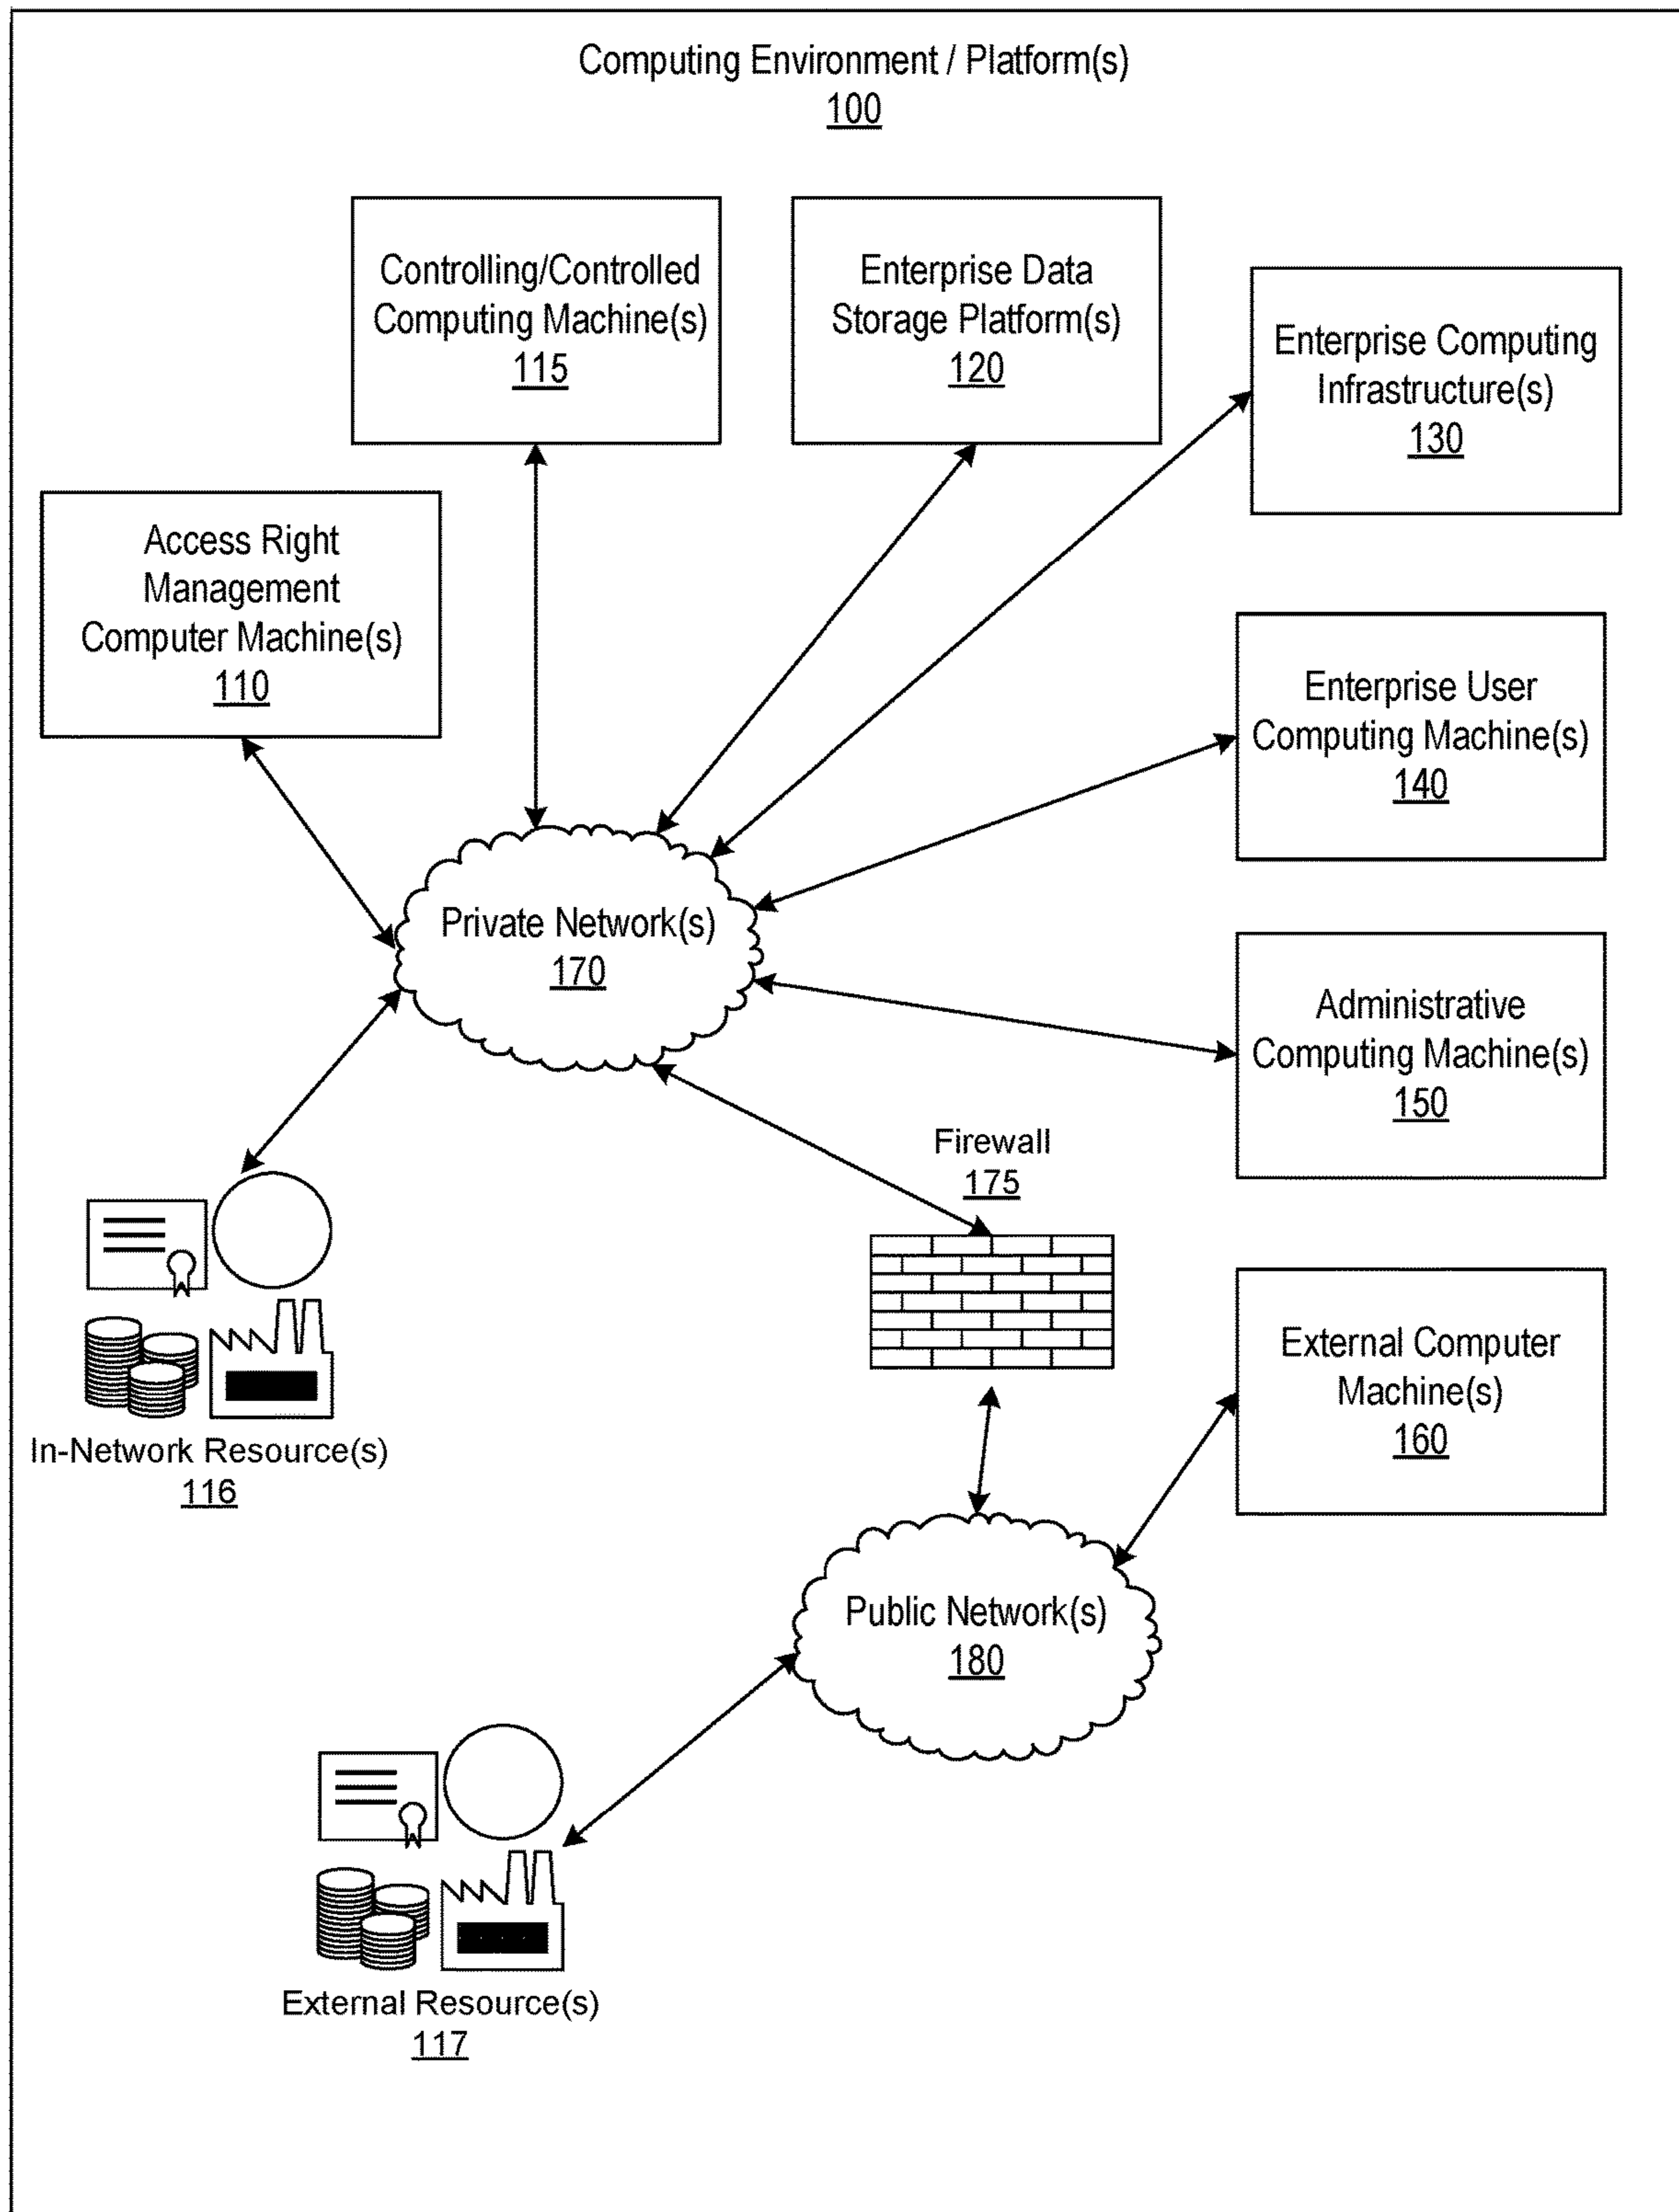 Computing Environment / Platform(s)
100
Controlling/Controlled
Computing Machine(s)
115
Enterprise Data
Storage Platform(s)
120
Enterprise Computing
Infrastructure(s)
130
Access Right
Management
Computer Machine(s)
110
Enterprise User
Computing Machine(s)
140
Private Network(s)
170
Administrative
Computing Machine(s)
150
Firewall
175
External Computer
Machine(s)
160
In-Network Resource(s)
116
Public Network(s)
180
External Resource(s)
117